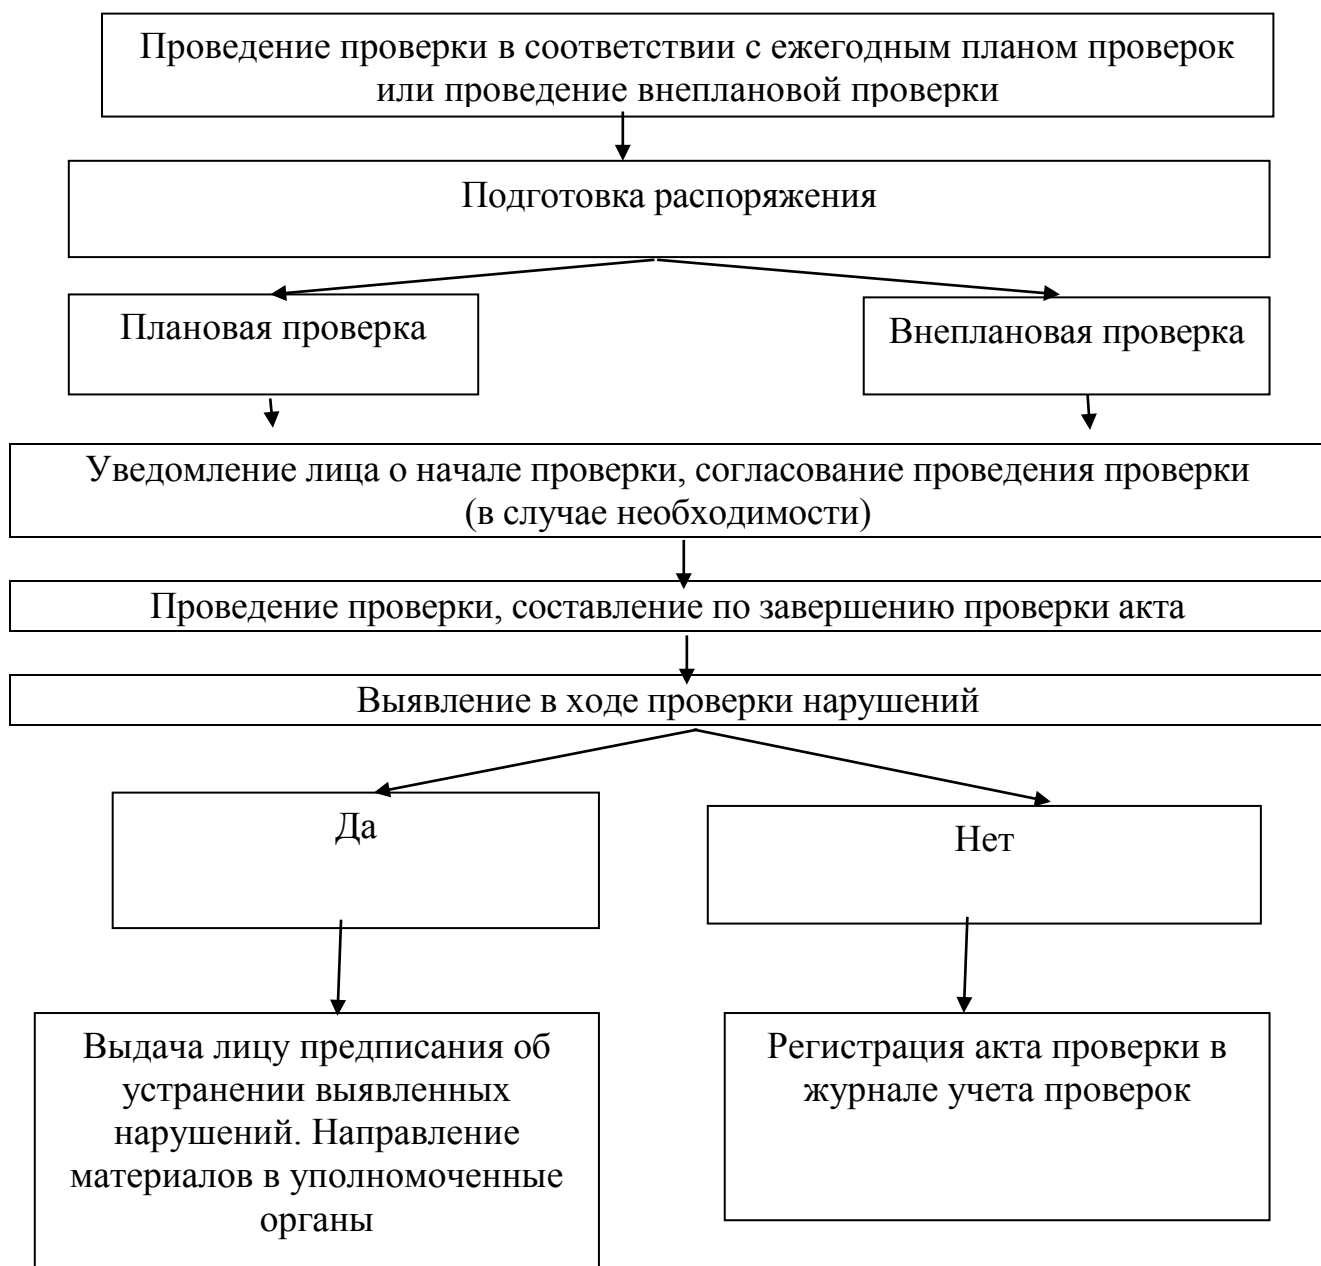 Проведение проверки в соответствии с ежегодным планом проверок
или проведение внеплановой проверки
Подготовка распоряжения
Плановая проверка
Внеплановая проверка
Уведомление лица о начале проверки, согласование проведения проверки
(в случае необходимости)
Проведение проверки, составление по завершению проверки акта
Выявление в ходе проверки нарушений
Да
Нет
Выдача лицу предписания об
устранении выявленных
нарушений. Направление
материалов в уполномоченные
органы
Регистрация акта проверки в
журнале учета проверок